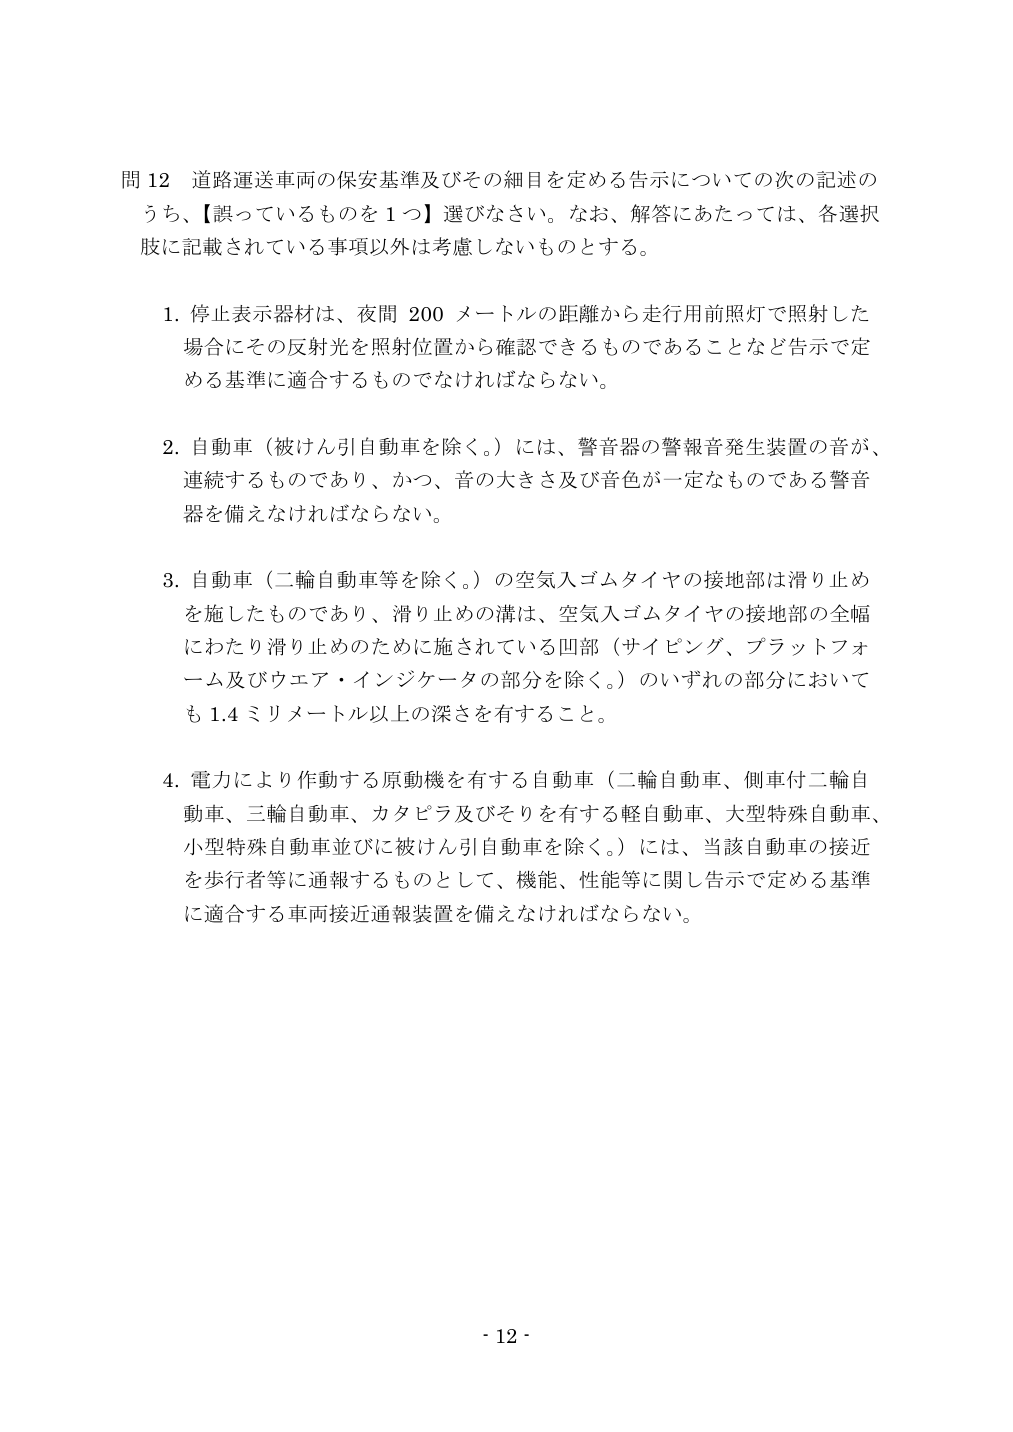 問 12　道路運送車両の保安基準及びその細目を定める告示についての次の記述の
うち、【誤っているものを 1 つ】選びなさい。なお、解答にあたっては、各選択
肢に記載されている事項以外は考慮しないものとする。
1. 停止表示器材は、夜間 200 メートルの距離から走行用前照灯で照射した
場合にその反射光を照射位置から確認できるものであることなど告示で定
める基準に適合するものでなければならない。
2. 自動車（被けん引自動車を除く。）には、警音器の警報音発生装置の音が、
連続するものであり、かつ、音の大きさ及び音色が一定なものである警音
器を備えなければならない。
3. 自動車（二輪自動車等を除く。）の空気入ゴムタイヤの接地部は滑り止め
を施したものであり、滑り止めの溝は、空気入ゴムタイヤの接地部の全幅
にわたり滑り止めのために施されている凹部（サイピング、プラットフォ
ーム及びウエア・インジケータの部分を除く。）のいずれの部分において
も 1.4 ミリメートル以上の深さを有すること。
4. 電力により作動する原動機を有する自動車（二輪自動車、側車付二輪自
動車、三輪自動車、カタピラ及びそりを有する軽自動車、大型特殊自動車、
小型特殊自動車並びに被けん引自動車を除く。）には、当該自動車の接近
を歩行者等に通報するものとして、機能、性能等に関し告示で定める基準
に適合する車両接近通報装置を備えなければならない。
- 12 -